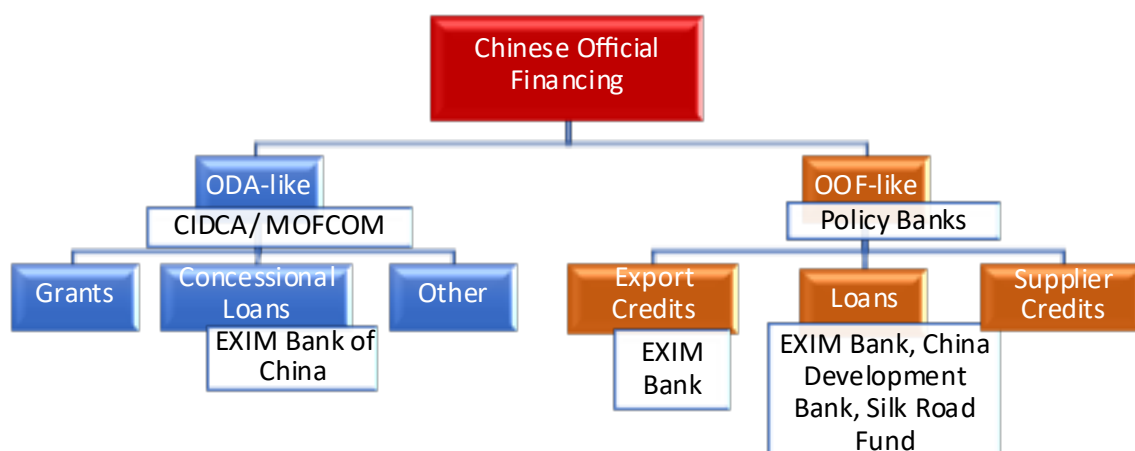 Chinese Official
Financing
ODA-like
CIDCA/ MOFCOM
OOF-like
Policy Banks
Grants
Concessional
Loans
EXIM Bank of
China
Other
Export
Credits
EXIM
Bank
Loans
EXIM Bank, China
Development
Bank, Silk Road
Fund
Supplier
Credits